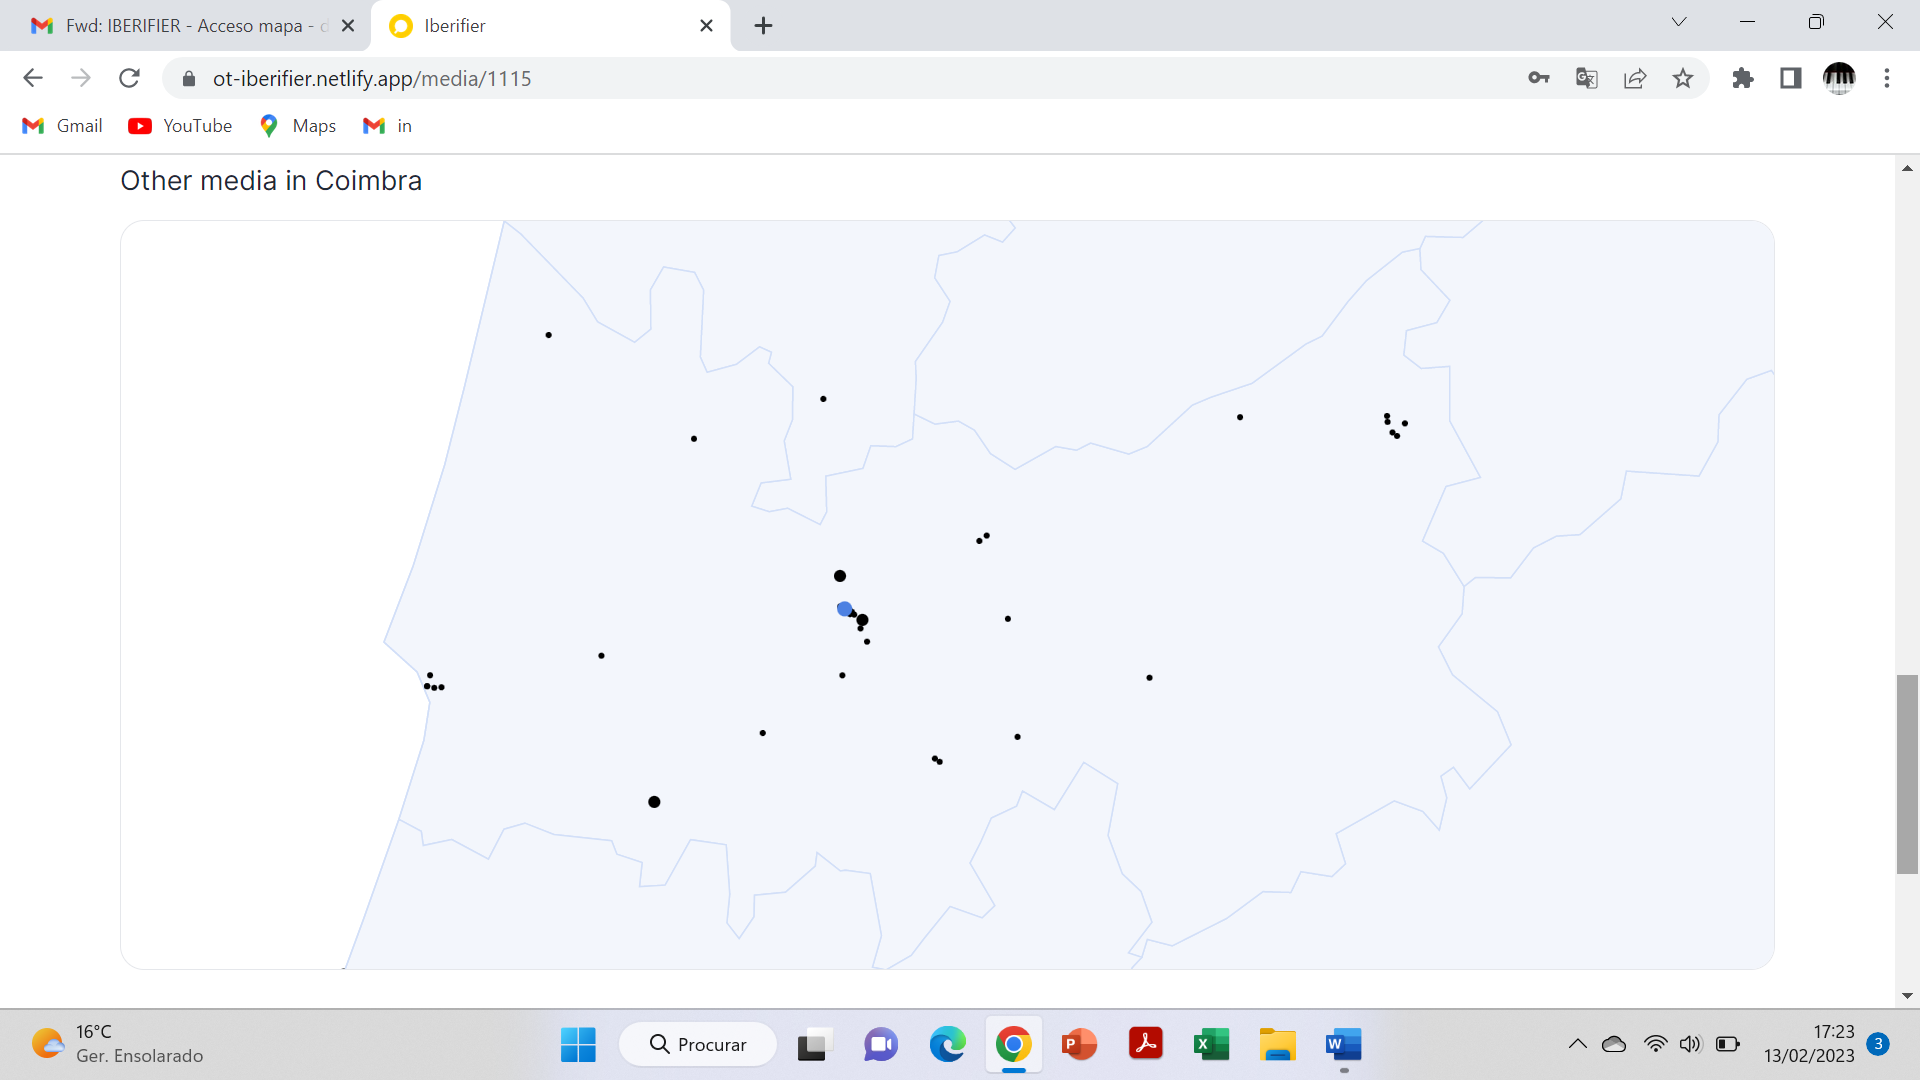 Fwd: IBERIFIER - Acceso mapa - d
Iberifier
ot-iberifier.netlify.app/media/1115
Gmail
YouTube
Maps
in
Other media in Coimbra
16°C
Ger. Ensolarado
Procurar
P
X
W
17:23
13/02/2023
3